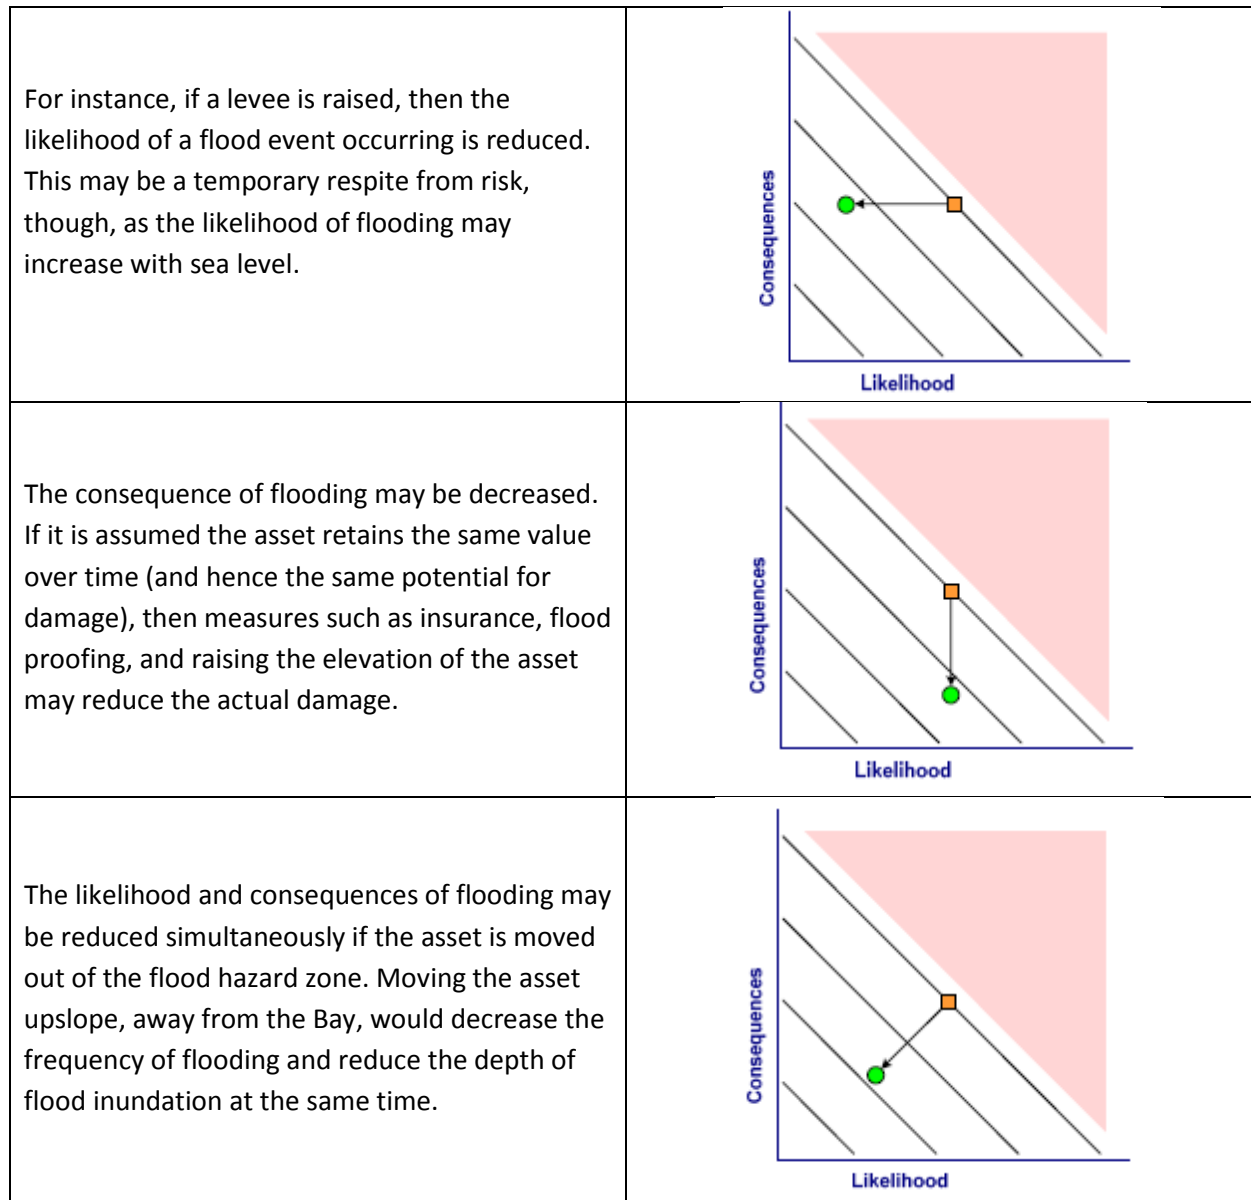 For instance, if a levee is raised, then the
likelihood of a flood event occurring is reduced.
This may be a temporary respite from risk,
though, as the likelihood of flooding may
increase with sea level.
Consequences
Likelihood
The consequence of flooding may be decreased.
If it is assumed the asset retains the same value
over time (and hence the same potential for
damage), then measures such as insurance, flood
proofing, and raising the elevation of the asset
may reduce the actual damage.
Consequences
Likelihood
The likelihood and consequences of flooding may
be reduced simultaneously if the asset is moved
out of the flood hazard zone. Moving the asset
upslope, away from the Bay, would decrease the
frequency of flooding and reduce the depth of
flood inundation at the same time.
Consequences
Likelihood